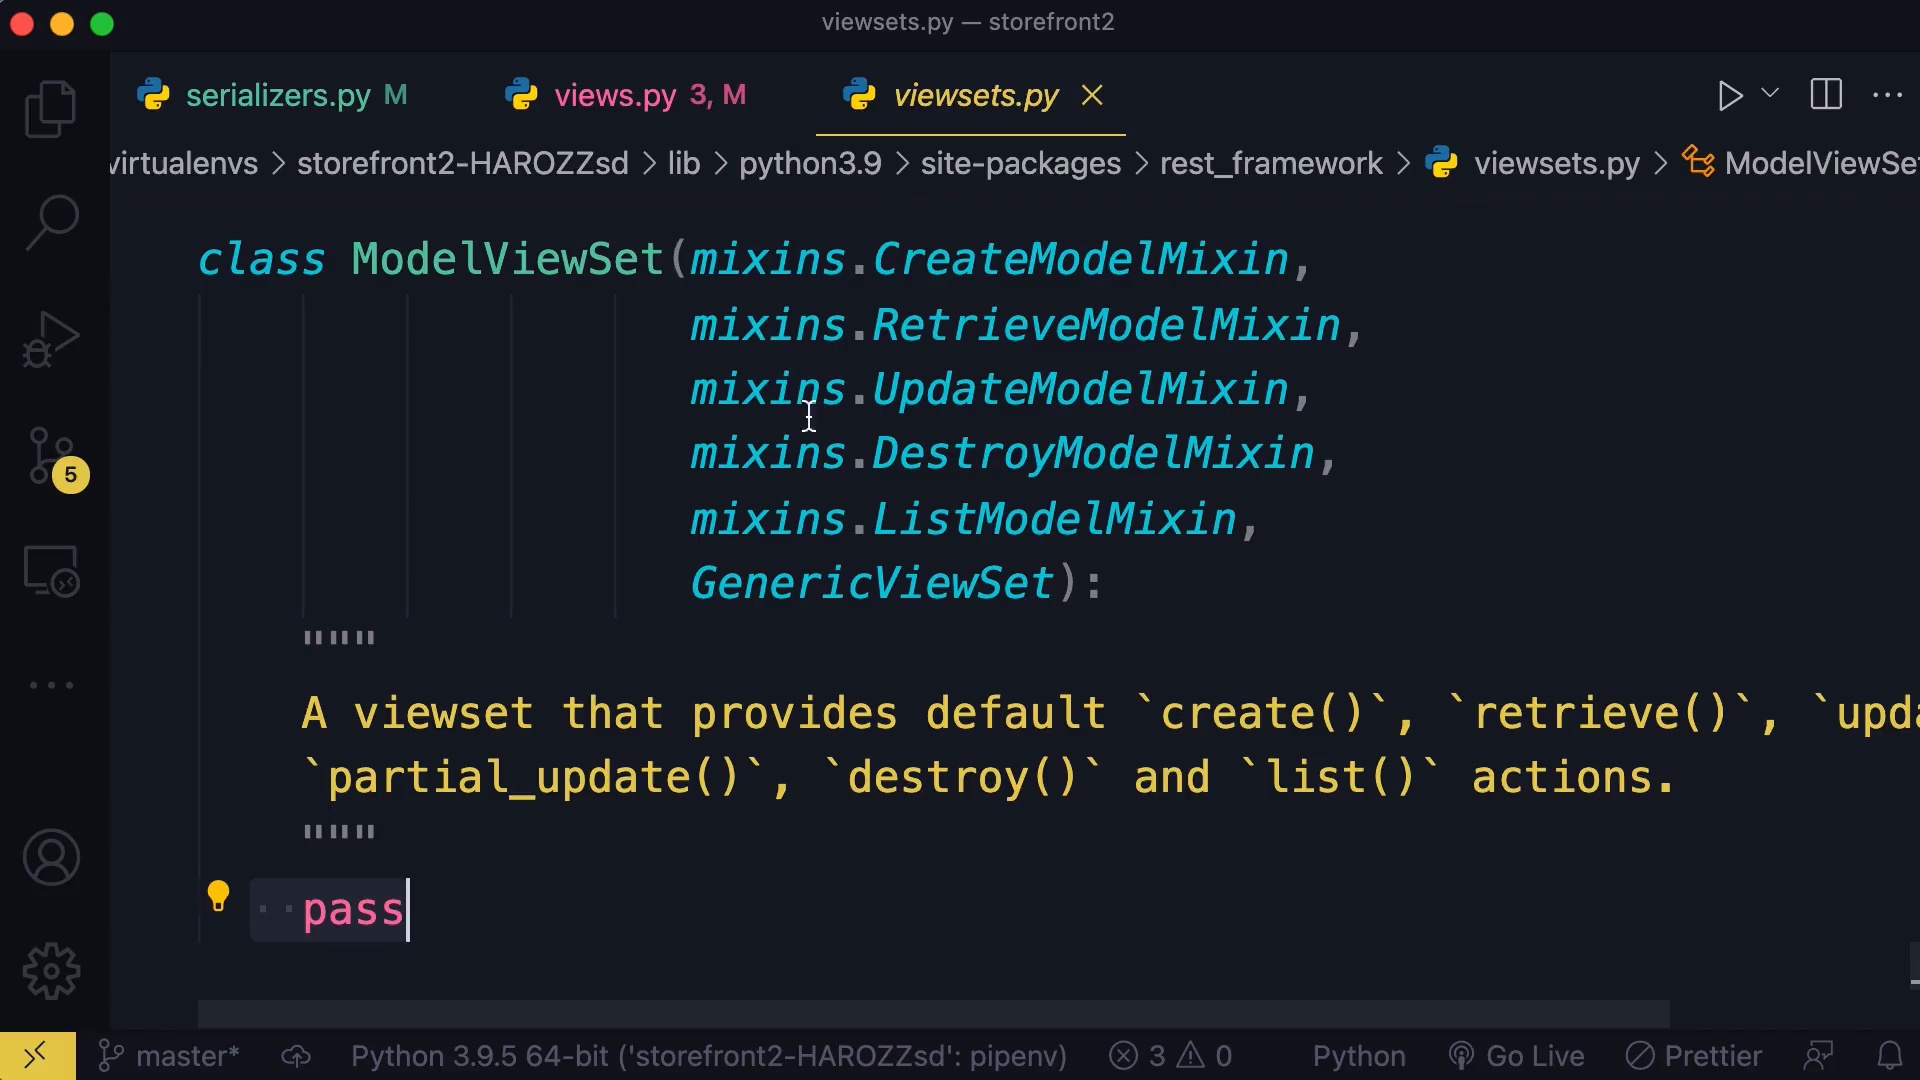 viewsets.py — storefront2
serializers.py M
views.py 3, M
viewsets.py
virtualenvs > storefront2-HAROZZsd > lib > python3.9 > site-packages > rest_framework > viewsets.py > ModelViewSe
class ModelViewSet(mixins.CreateModelMixin,
mixins.RetrieveModelMixin,
mixins.UpdateModelMixin,
mixins.DestroyModelMixin,
mixins.ListModelMixin,
GenericViewSet):
"""
A viewset that provides default `create()`, `retrieve()`, `upda
`partial_update()`, `destroy()` and `list()` actions.
"""
pass
5
master* Python 3.9.5 64-bit ('storefront2-HAROZZsd': pipenv) 3 0 Python Go Live Prettier